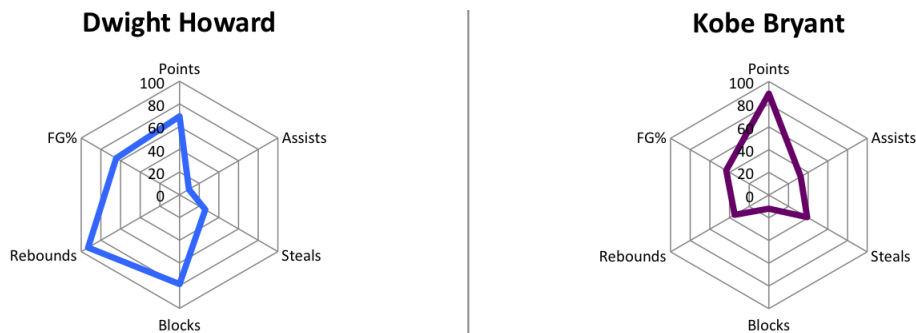 Dwight Howard
Points
100
80
60
40
20
0
FG%
Assists
Rebounds
Steals
Blocks
Kobe Bryant
Points
100
80
60
40
20
0
FG%
Assists
Rebounds
Steals
Blocks